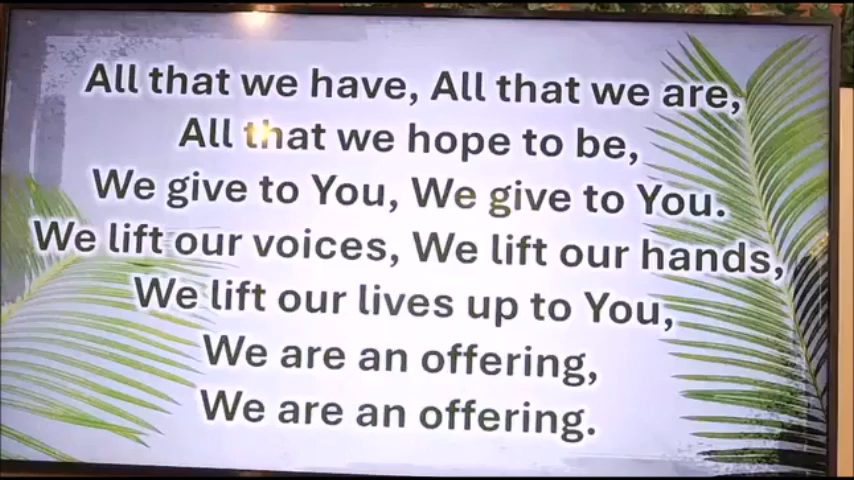 All that we have, All that we are,
All that we hope to be,
We give to You, We give to You.
We lift our voices, We lift our hands,
We lift our lives up to You,
We are an offering,
We are an offering.